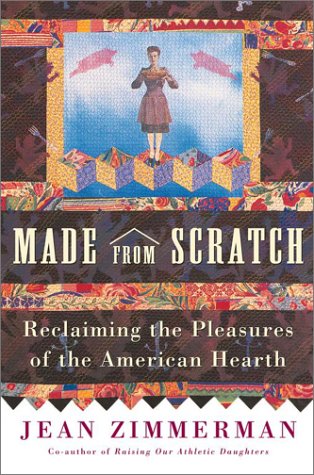 MADE FROM SCRATCH
Reclaiming the Pleasures
of the American Hearth
JEAN ZIMMERMAN
Co-author of Raising Our Athletic Daughters